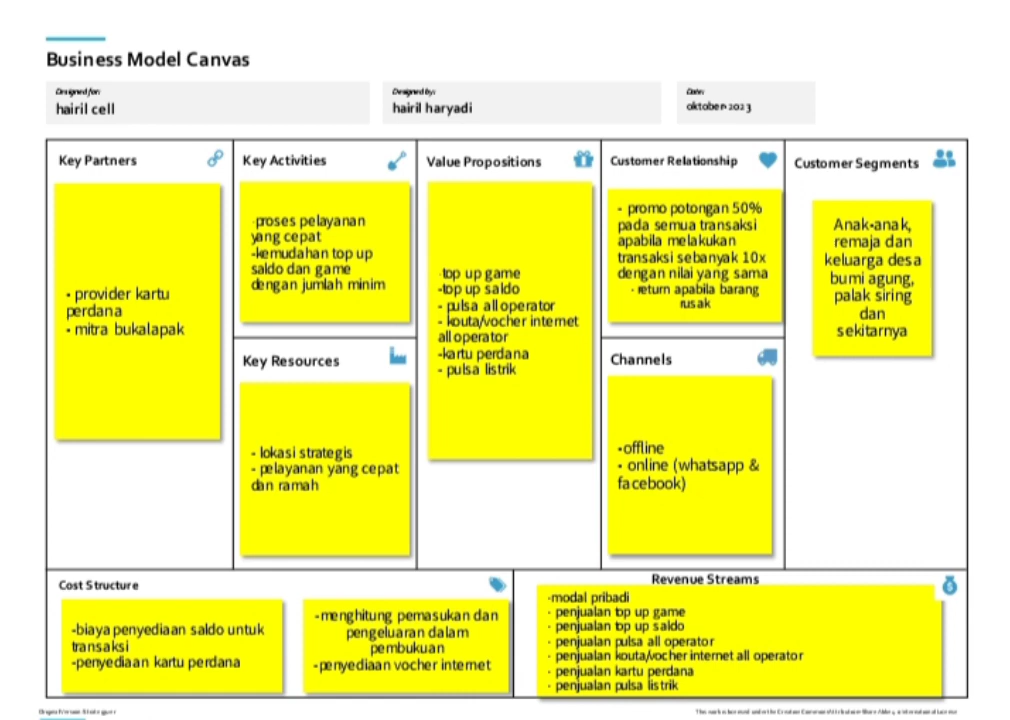 Business Model Canvas
Designed for:
hairil cell
Designed by:
hairil haryadi
Date:
oktober 2023
Key Partners
- provider kartu
perdana
- mitra bukalapak
Key Activities
-proses pelayanan
yang cepat
-kemudahan top up
saldo dan game
dengan jumlah minim
Key Resources
- lokasi strategis
- pelayanan yang cepat
dan ramah
Value Propositions
-top up game
-top up saldo
- pulsa all operator
- kouta/vocher internet
all operator
-kartu perdana
- pulsa listrik
Customer Relationship
- promo potongan 50%
pada semua transaksi
apabila melakukan
transaksi sebanyak 10x
dengan nilai yang sama
- return apabila barang
rusak
Channels
-offline
- online (whatsapp &
facebook)
Customer Segments
Anak-anak,
remaja dan
keluarga desa
bumi agung,
palak siring
dan
sekitarnya
Cost Structure
-biaya penyediaan saldo untuk
transaksi
-penyediaan kartu perdana
-menghitung pemasukan dan
pengeluaran dalam
pembukuan
-penyediaan vocher internet
Revenue Streams
-modal pribadi
- penjualan top up game
- penjualan top up saldo
- penjualan pulsa all operator
- penjualan kouta/vocher internet all operator
- penjualan kartu perdana
- penjualan pulsa listrik